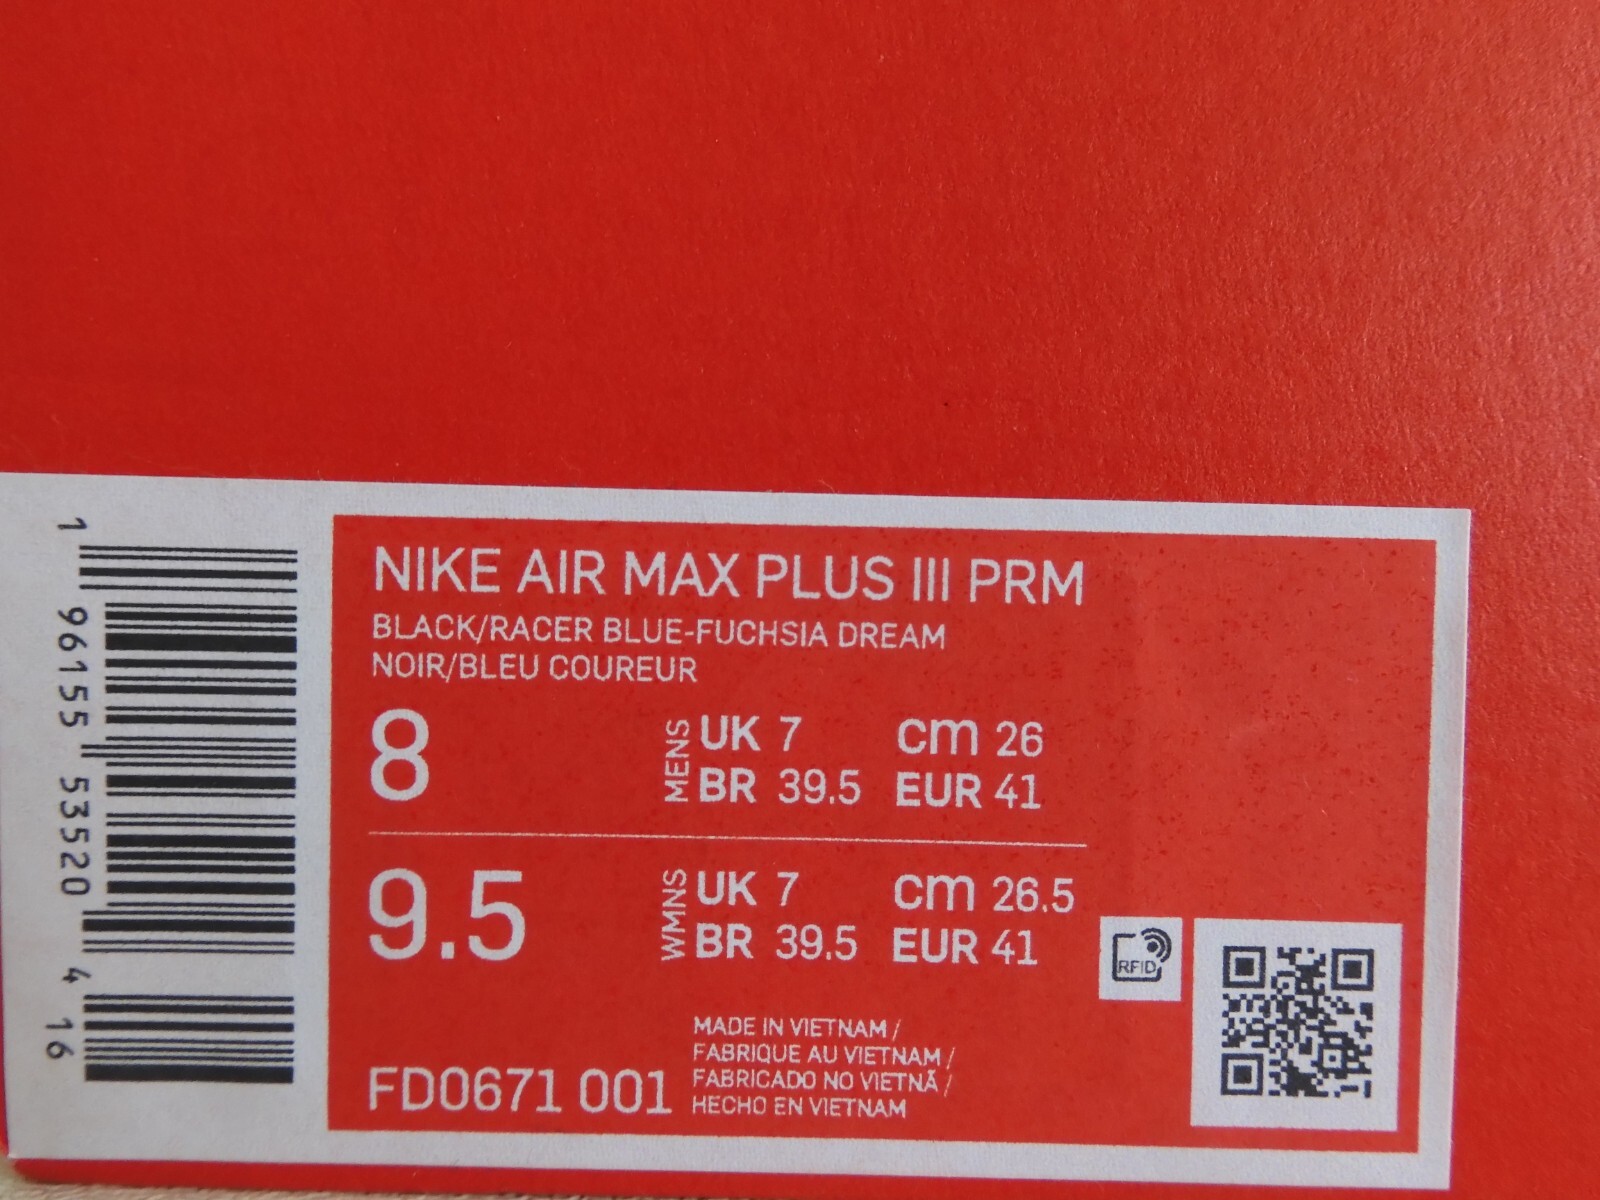 NIKE AIR MAX PLUS III PRM
BLACK/RACER BLUE-FUCHSIA DREAM
NOIR/BLEU COUREUR
8
MENS
UK 7 cm 26
BR 39.5 EUR 41
9.5
WMNS
UK 7 cm 26.5
BR 39.5 EUR 41
RFID
FD0671 001
MADE IN VIETNAM /
FABRIQUE AU VIETNAM /
FABRICADO NO VIETNÃ /
HECHO EN VIETNAM
1 96155 53520 4 16